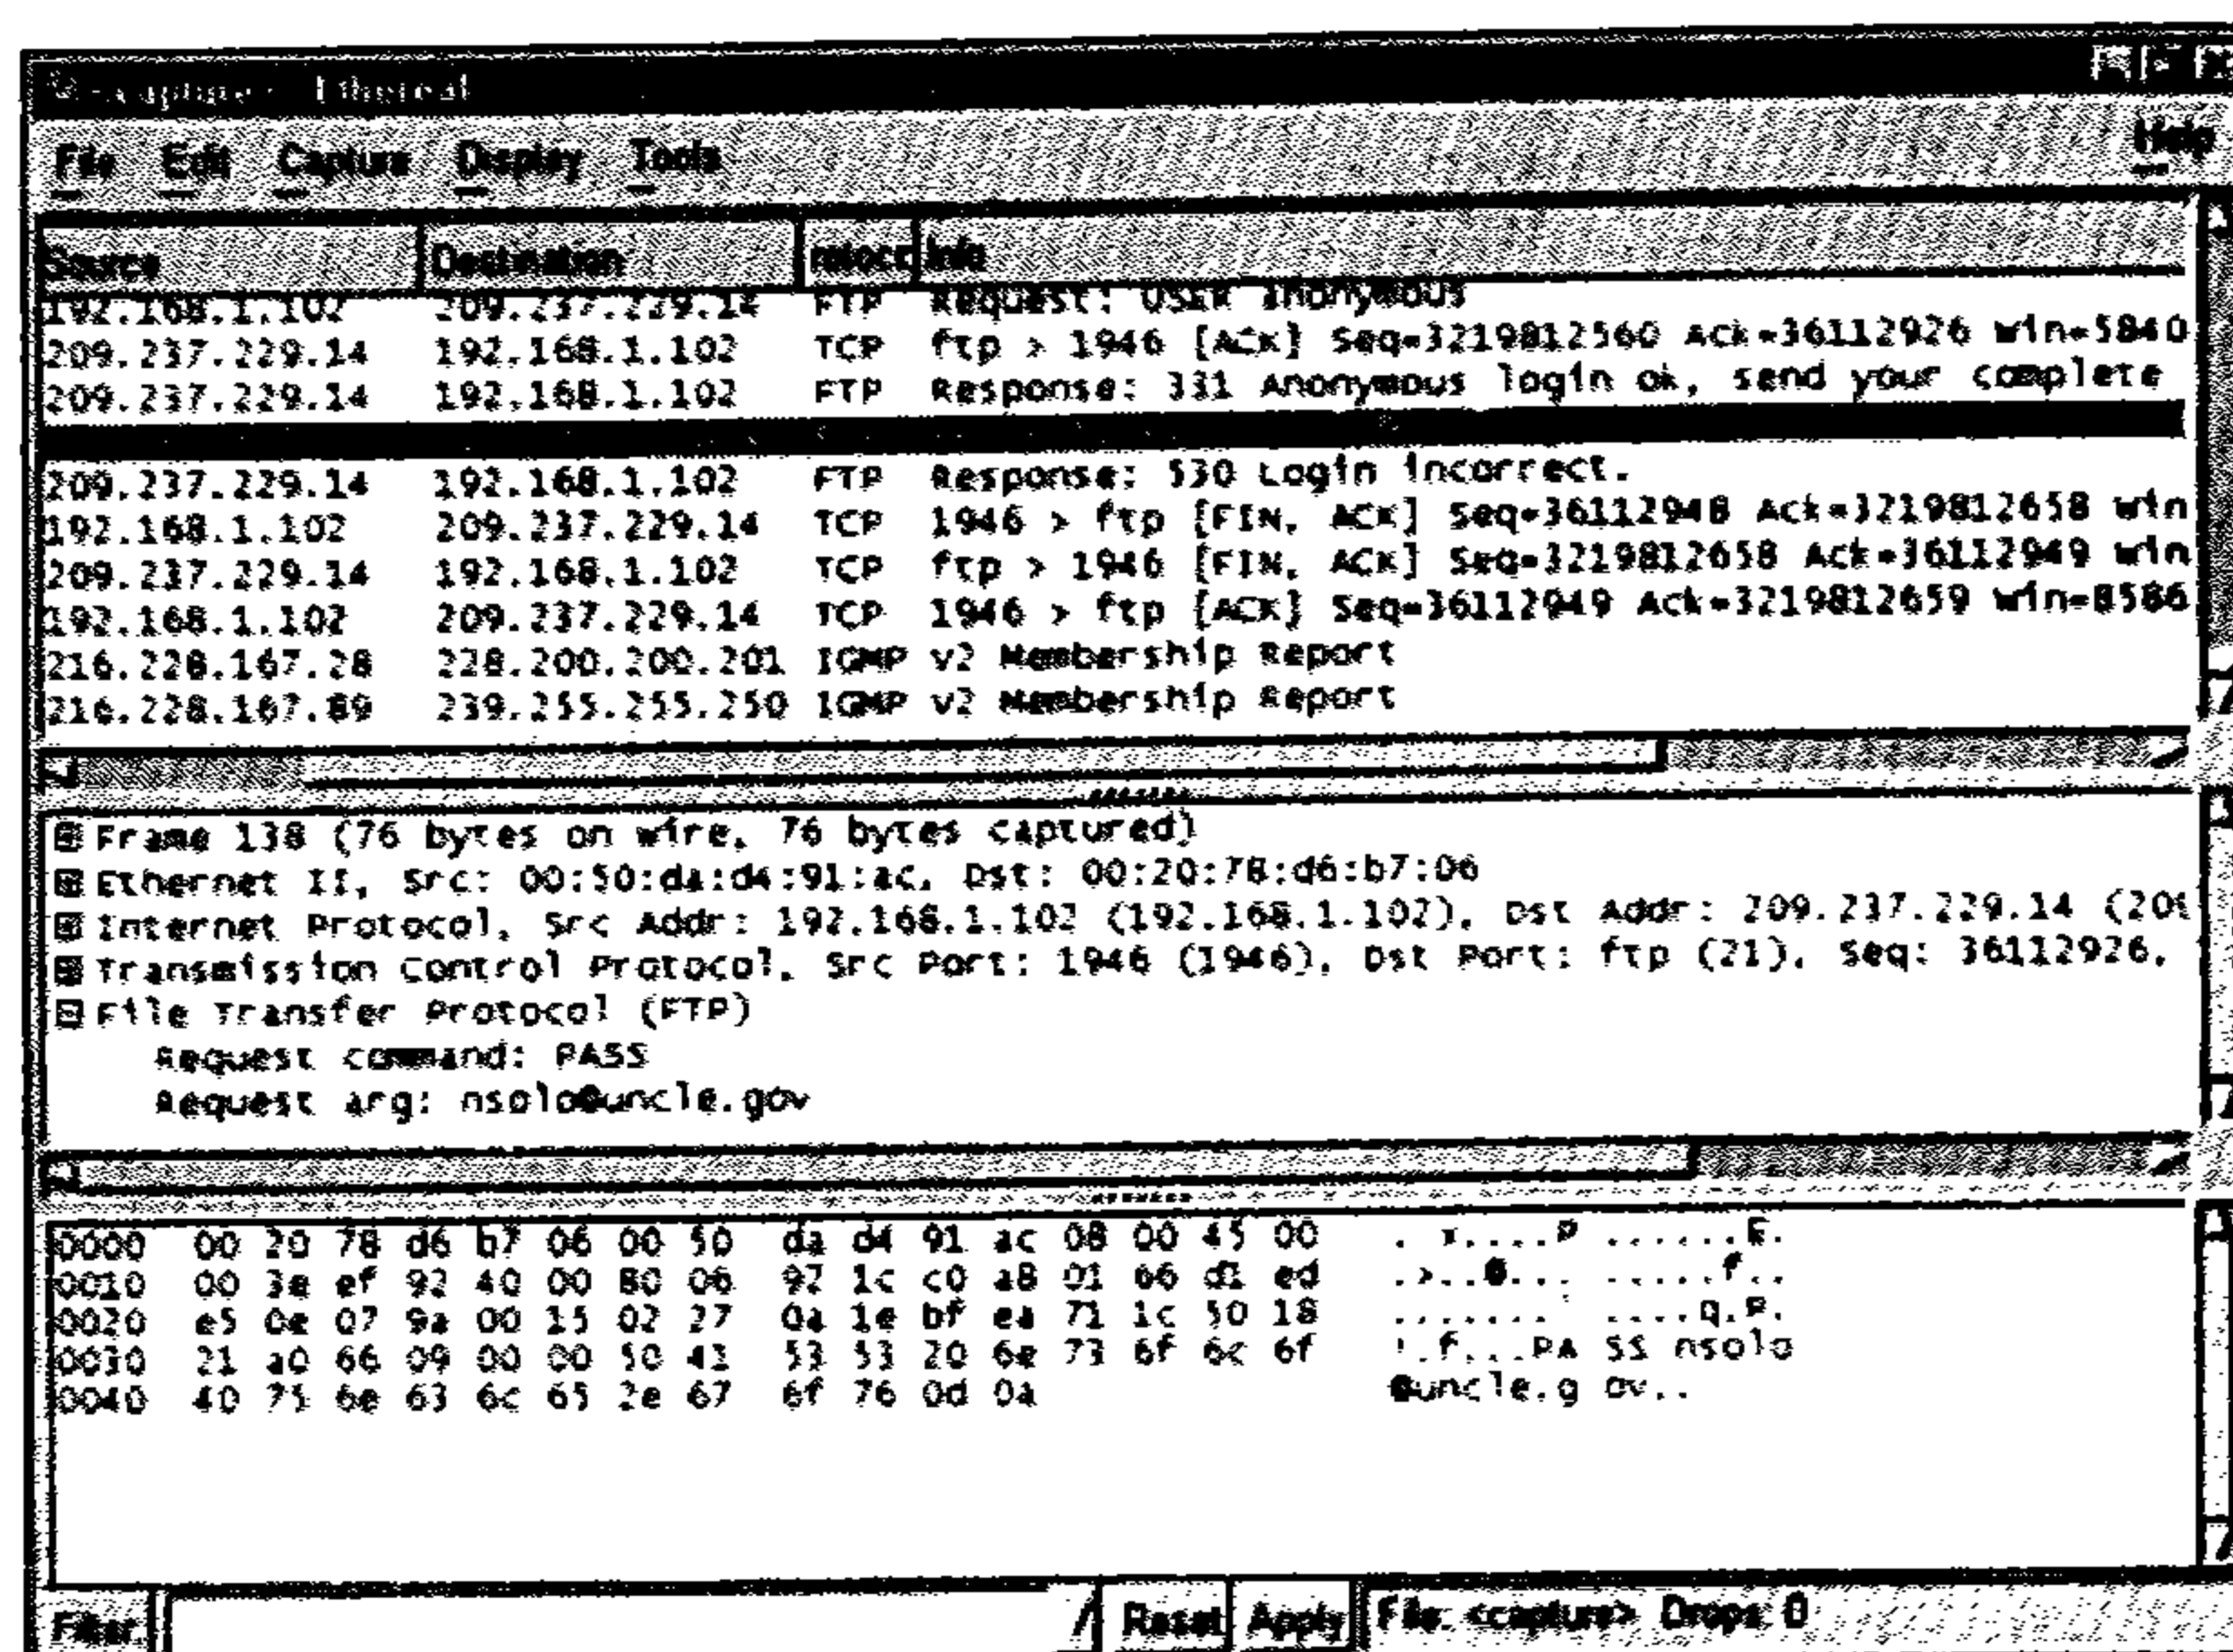 <capture> - Ethereal
File Edit Capture Display Tools Help
Source Destination rotocc Info
192.168.1.102 209.237.229.14 FTP Request: USER anonymous
209.237.229.14 192.168.1.102 TCP ftp > 1946 [ACK] Seq=3219812560 Ack=36112926 Win=5840
209.237.229.14 192.168.1.102 FTP Response: 331 Anonymous login ok, send your complete
209.237.229.14 192.168.1.102 FTP Response: 530 Login incorrect.
192.168.1.102 209.237.229.14 TCP 1946 > ftp [FIN, ACK] Seq=36112948 Ack=3219812658 Win
209.237.229.14 192.168.1.102 TCP ftp > 1946 [FIN, ACK] Seq=3219812658 Ack=36112949 Win
192.168.1.102 209.237.229.14 TCP 1946 > ftp [ACK] Seq=36112949 Ack=3219812659 Win=8586
216.228.167.28 228.200.200.201 IGMP V2 Membership Report
216.228.167.89 239.255.255.250 IGMP V2 Membership Report
Frame 138 (76 bytes on wire, 76 bytes captured)
Ethernet II, Src: 00:50:da:d4:91:ac, Dst: 00:20:78:d6:b7:06
Internet Protocol, Src Addr: 192.168.1.102 (192.168.1.102), Dst Addr: 209.237.229.14 (209
Transmission Control Protocol, Src Port: 1946 (1946), Dst Port: ftp (21), Seq: 36112926,
File Transfer Protocol (FTP)
Request command: PASS
Request arg: nsolo@uncle.gov
0000 00 20 78 d6 b7 06 00 50 da d4 91 ac 08 00 45 00 . x....P ......E.
0010 00 3e ef 92 40 00 80 06 92 1c c0 a8 01 66 d1 ed .>..@... .....f..
0020 e5 0e 07 9a 00 15 02 27 0a 1e bf ea 71 1c 50 18 .......' ....q.P.
0030 21 a0 66 09 00 00 50 41 53 53 20 6e 73 6f 6c 6f !.f...PA SS nsolo
0040 40 75 6e 63 6c 65 2e 67 6f 76 0d 0a @uncle.g ov..
Filter: Reset Apply File: <capture> Drops: 0